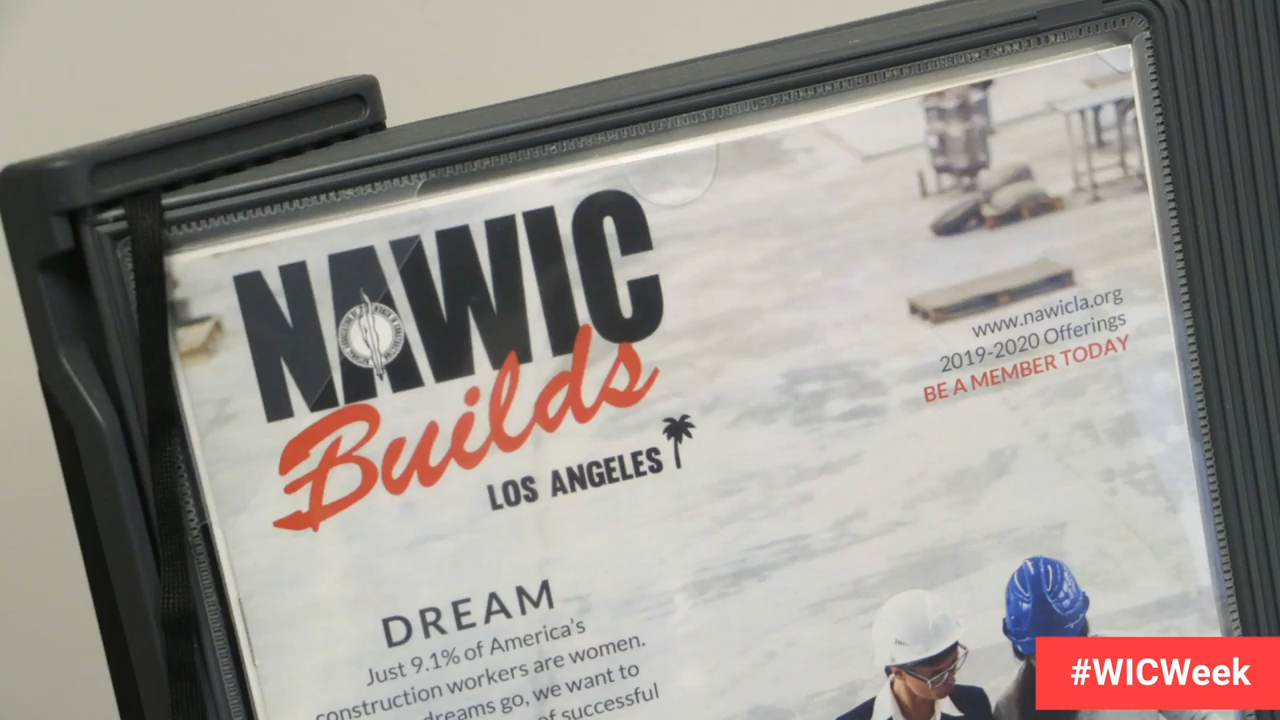 NAWIC
Builds
LOS ANGELES
www.nawicla.org
2019-2020 Offerings
BE A MEMBER TODAY
DREAM
Just 9.1% of America's
construction workers are women.
dreams go, we want to
of successful
#WICWeek